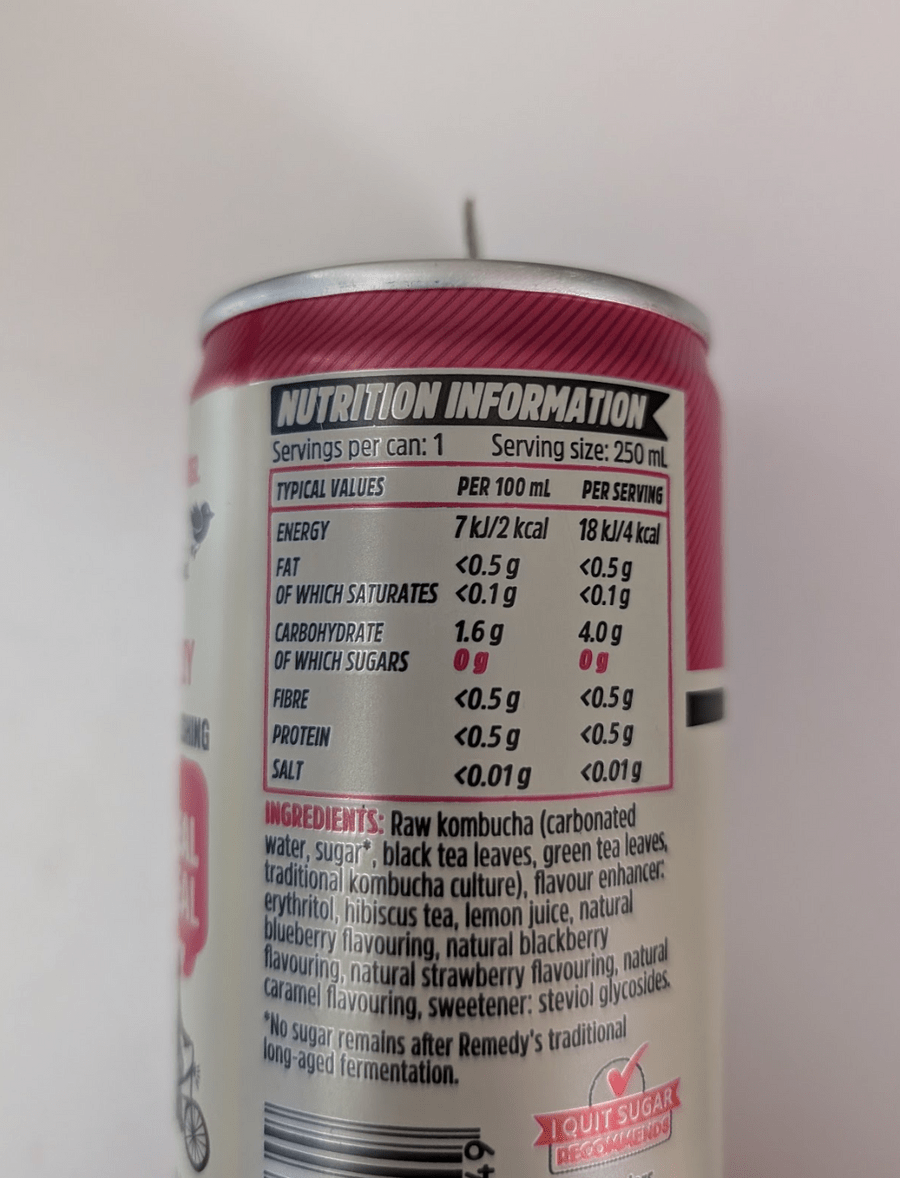 NUTRITION INFORMATION
Servings per can: 1 Serving size: 250 mL
TYPICAL VALUES PER 100 mL PER SERVING
ENERGY 7 kJ/2 kcal 18 kJ/4 kcal
FAT <0.5 g <0.5 g
OF WHICH SATURATES <0.1 g <0.1 g
CARBOHYDRATE 1.6 g 4.0 g
OF WHICH SUGARS 0 g 0 g
FIBRE <0.5 g <0.5 g
PROTEIN <0.5 g <0.5 g
SALT <0.01 g <0.01 g
INGREDIENTS: Raw kombucha (carbonated
water, sugar*, black tea leaves, green tea leaves,
traditional kombucha culture), flavour enhancer:
erythritol, hibiscus tea, lemon juice, natural
blueberry flavouring, natural blackberry
flavouring, natural strawberry flavouring, natural
caramel flavouring, sweetener: steviol glycosides.
*No sugar remains after Remedy's traditional
long-aged fermentation.
I QUIT SUGAR
RECOMMENDS